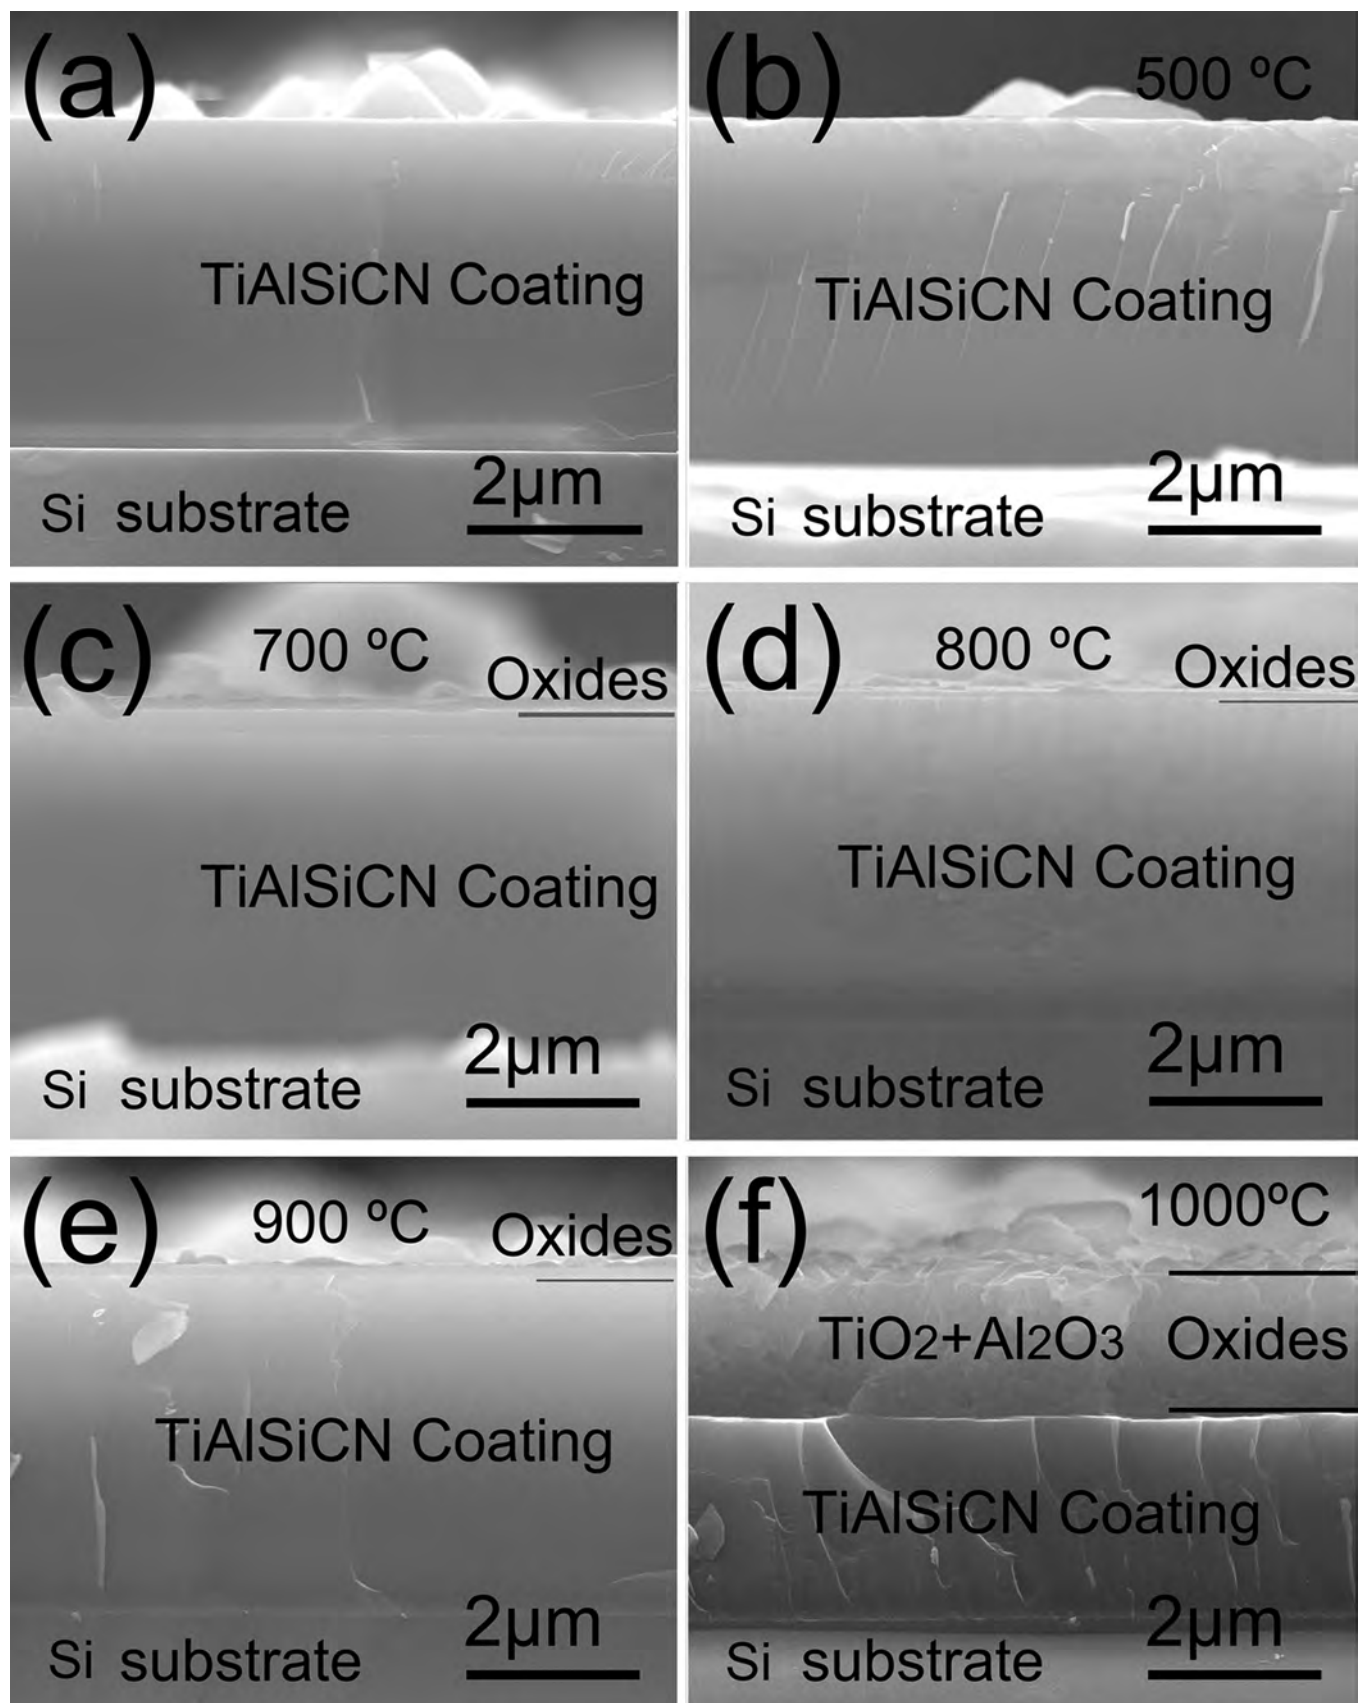 (a)
TiAlSiCN Coating
2μm
Si substrate
(b)
500 ºC
TiAlSiCN Coating
2μm
Si substrate
(c)
700 ºC
Oxides
TiAlSiCN Coating
2μm
Si substrate
(d)
800 ºC
Oxides
TiAlSiCN Coating
2μm
Si substrate
(e)
900 ºC
Oxides
TiAlSiCN Coating
2μm
Si substrate
(f)
1000ºC
TiO2+Al2O3 Oxides
TiAlSiCN Coating
2μm
Si substrate